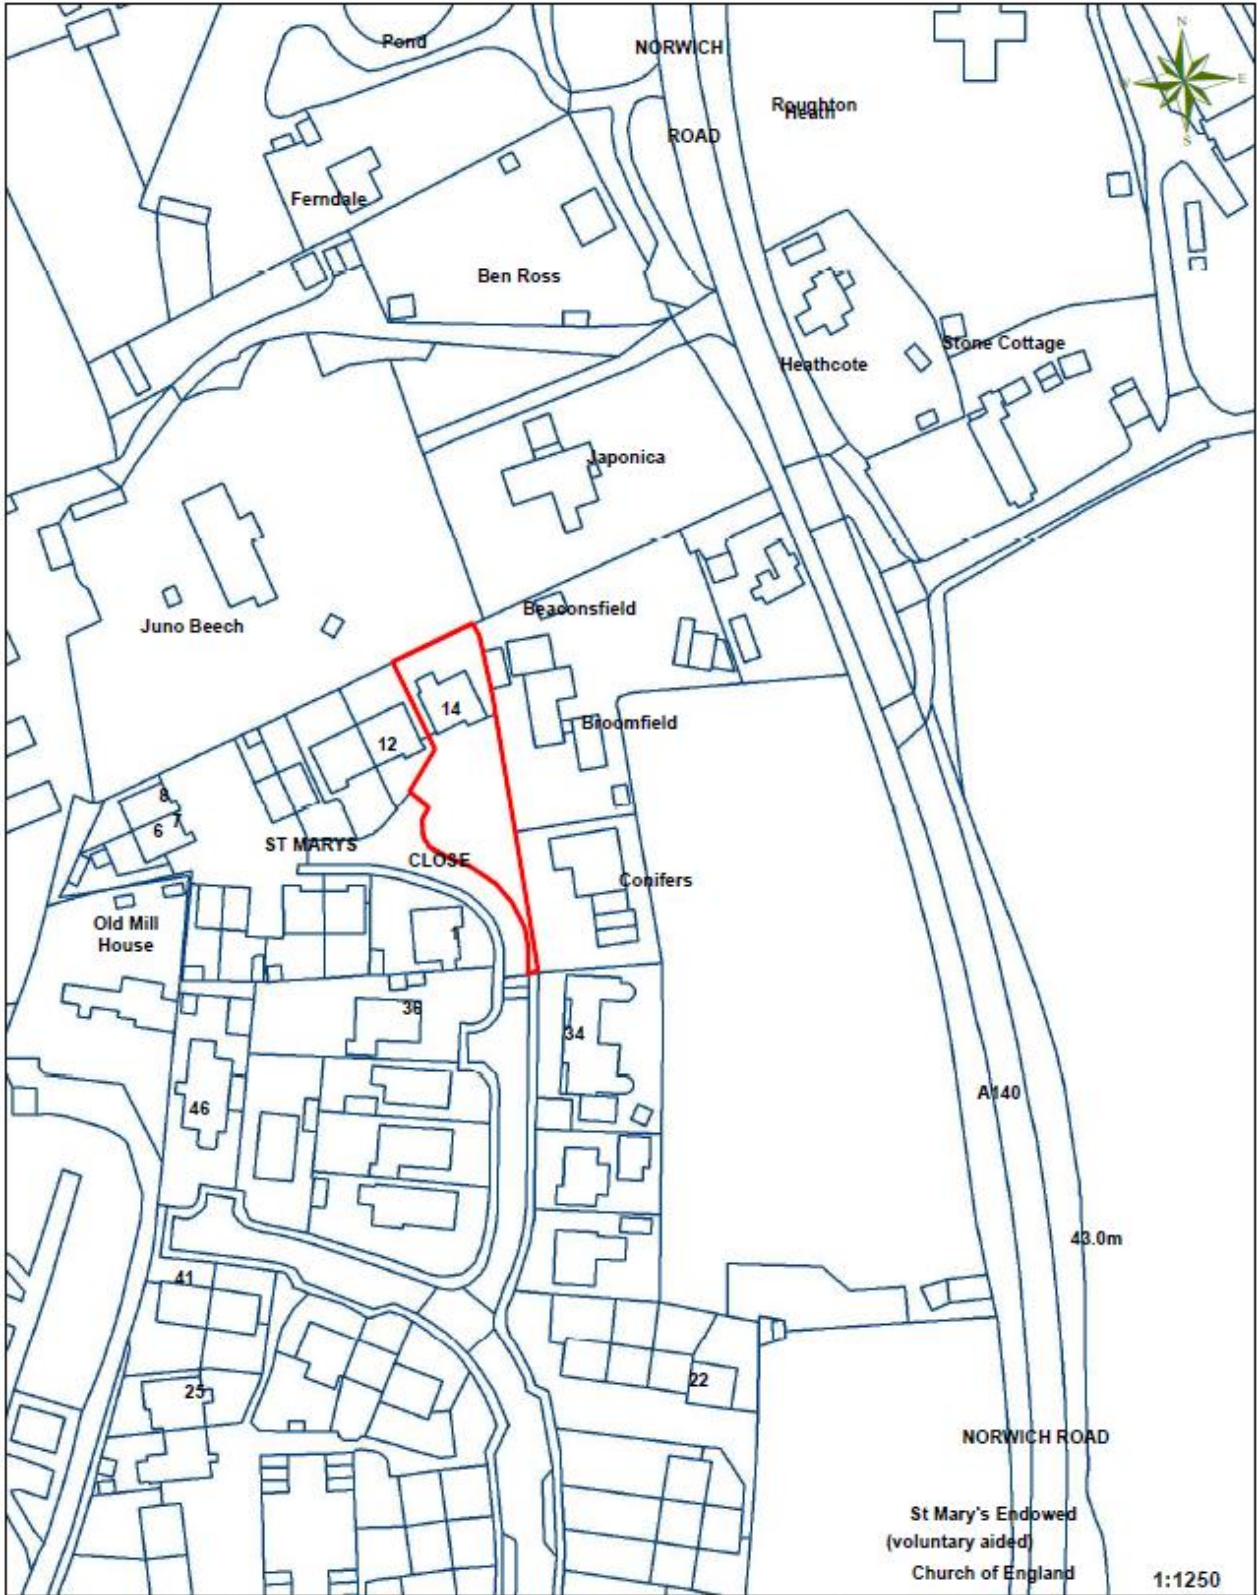 Pond
NORWICH
ROAD
Roughton
Heath
N
W
E
S
Ferndale
Ben Ross
Heathcote
Stone Cottage
Japonica
Beaconsfield
Juno Beech
14
12
Broomfield
8
7
6
ST MARYS
CLOSE
Conifers
Old Mill
House
1
36
34
46
A140
43.0m
41
25
22
NORWICH ROAD
St Mary's Endowed
(voluntary aided)
Church of England
1:1250